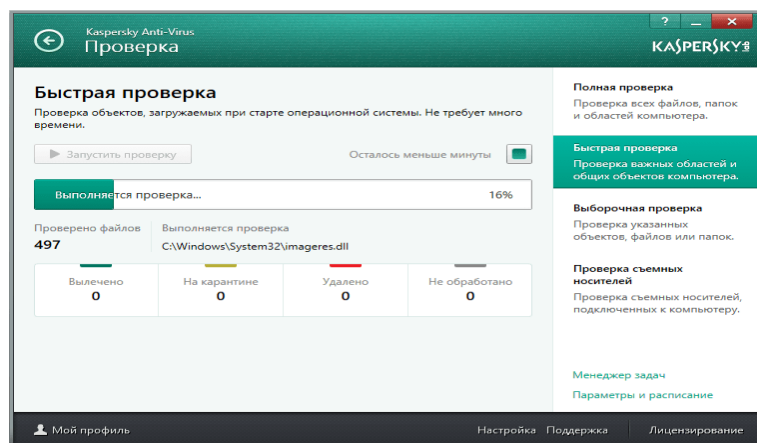 Kaspersky Anti-Virus
Проверка
? _ X
KASPERSKY
Быстрая проверка
Проверка объектов, загружаемых при старте операционной системы. Не требует много
времени.
Запустить проверку
Осталось меньше минуты
Выполняется проверка...
16%
Проверено файлов
497
Выполняется проверка
C:\Windows\System32\imageres.dll
Вылечено
0
На карантине
0
Удалено
0
Не обработано
0
Полная проверка
Проверка всех файлов, папок
и областей компьютера.
Быстрая проверка
Проверка важных областей и
общих объектов компьютера.
Выборочная проверка
Проверка указанных
объектов, файлов или папок.
Проверка съемных
носителей
Проверка съемных носителей,
подключенных к компьютеру.
Менеджер задач
Параметры и расписание
Мой профиль
Настройка
Поддержка
Лицензирование